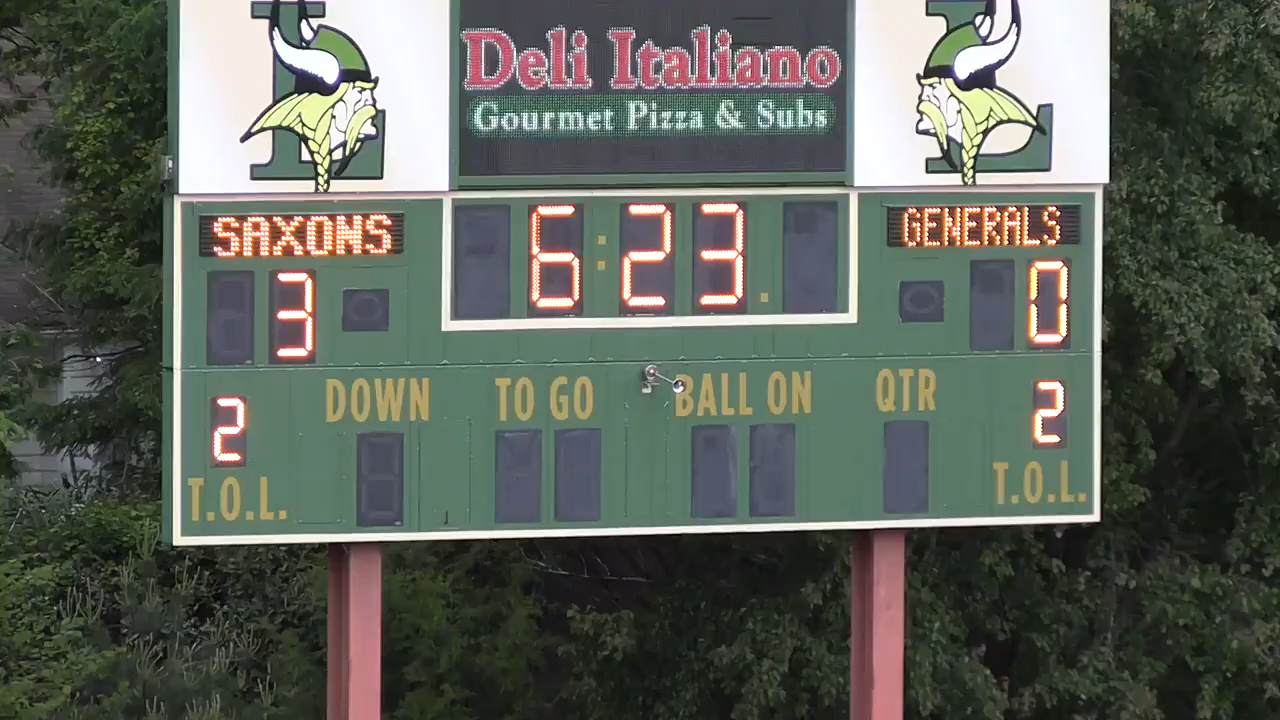 L L
Deli Italiano
Gourmet Pizza & Subs
SAXONS 6:23 GENERALS
3 0
DOWN TO GO BALL ON QTR
2 2
T.O.L. T.O.L.